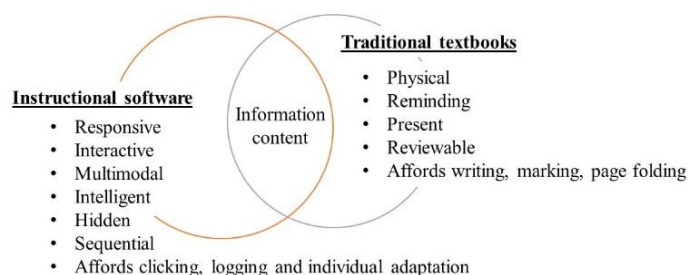 Traditional textbooks
• Physical
• Reminding
• Present
• Reviewable
• Affords writing, marking, page folding
Instructional software
• Responsive
• Interactive
• Multimodal
• Intelligent
• Hidden
• Sequential
• Affords clicking, logging and individual adaptation
Information
content